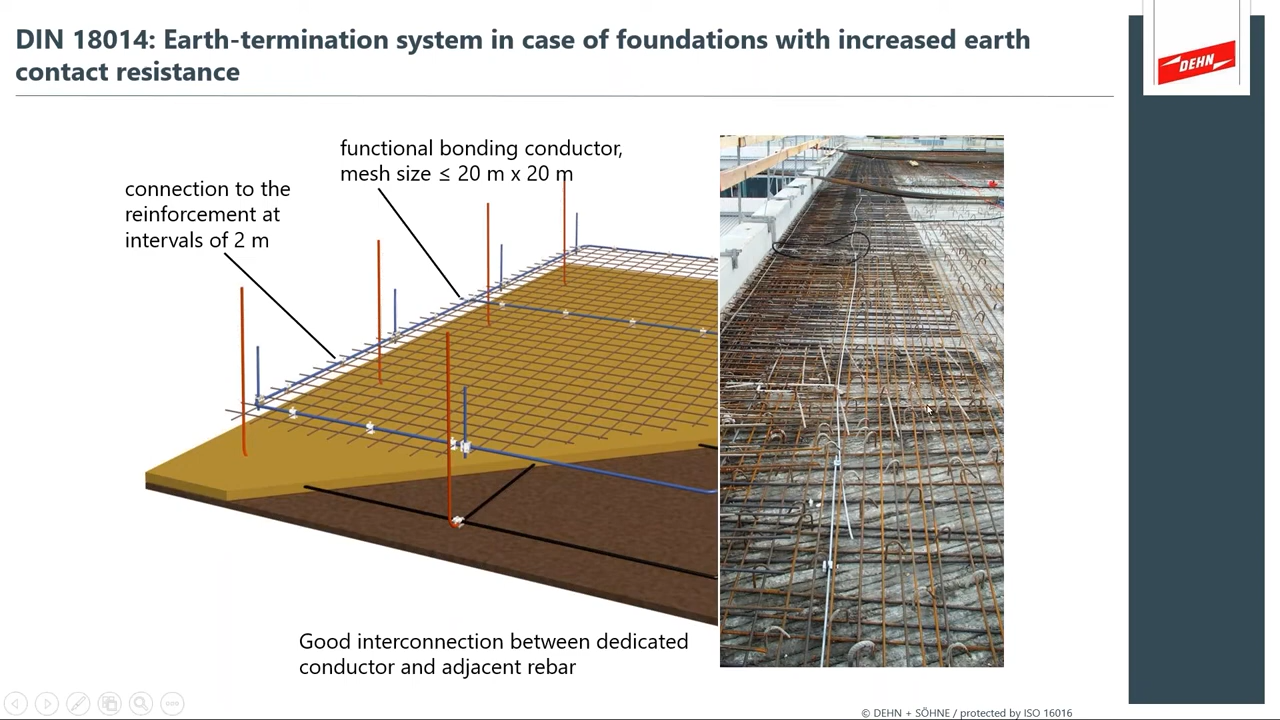 DIN 18014: Earth-termination system in case of foundations with increased earth
contact resistance
DEHN
functional bonding conductor,
mesh size ≤ 20 m x 20 m
connection to the
reinforcement at
intervals of 2 m
Good interconnection between dedicated
conductor and adjacent rebar
© DEHN + SÖHNE / protected by ISO 16016